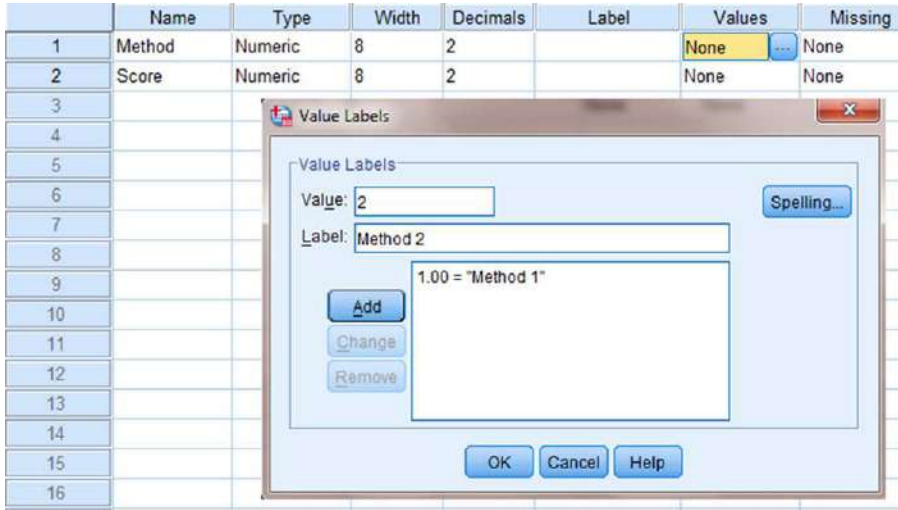 Name Type Width Decimals Label Values Missing
1 Method Numeric 8 2 None ... None
2 Score Numeric 8 2 None None
3
4
5
6
7
8
9
10
11
12
13
14
15
16
Value Labels
Value Labels
Value: 2
Spelling...
Label: Method 2
1.00 = "Method 1"
Add
Change
Remove
OK Cancel Help